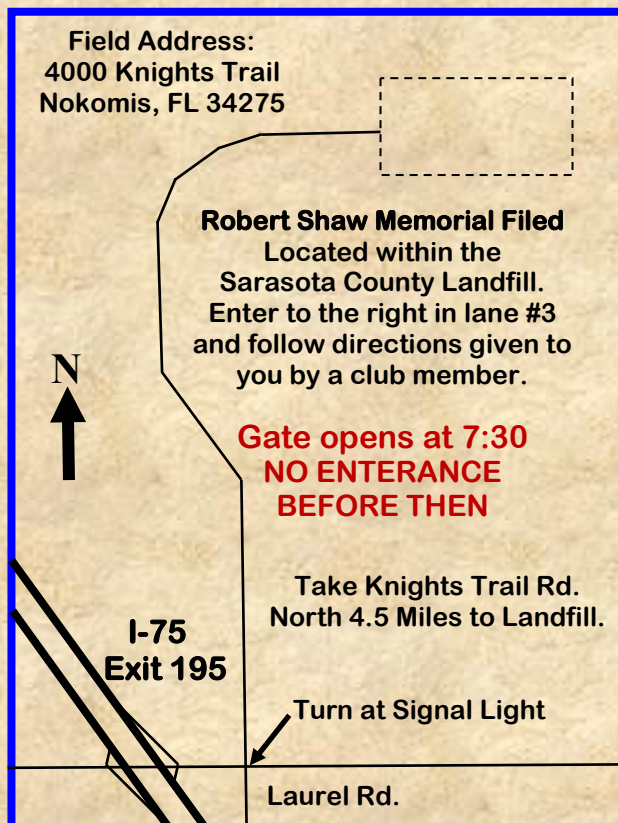 Field Address:
4000 Knights Trail
Nokomis, FL 34275
Robert Shaw Memorial Filed
Located within the
Sarasota County Landfill.
Enter to the right in lane #3
and follow directions given to
you by a club member.
N
Gate opens at 7:30
NO ENTERANCE
BEFORE THEN
Take Knights Trail Rd.
North 4.5 Miles to Landfill.
I-75
Exit 195
Turn at Signal Light
Laurel Rd.